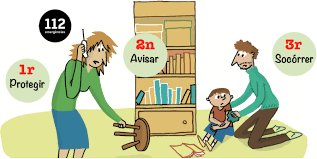 112
emergències
1r
Protegir
2n
Avisar
3r
Socórrer